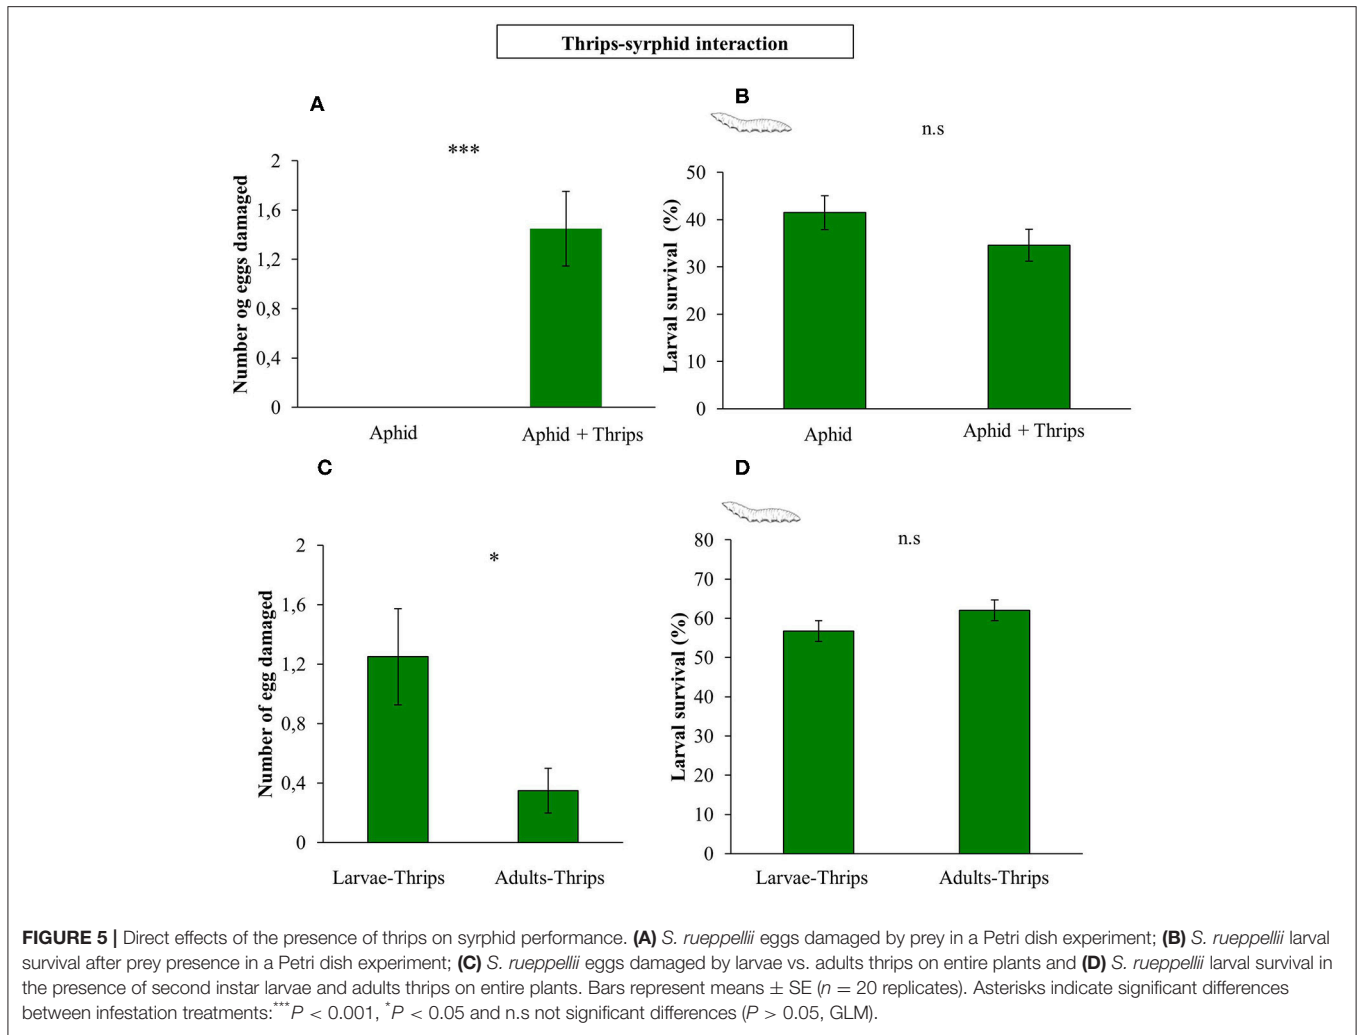 Thrips-syrphid interaction
A
***
Number og eggs damaged
2
1,6
1,2
0,8
0,4
0
Aphid
Aphid + Thrips
B
n.s
Larval survival (%)
50
40
30
20
10
0
Aphid
Aphid + Thrips
C
*
Number of egg damaged
2
1,6
1,2
0,8
0,4
0
Larvae-Thrips
Adults-Thrips
D
n.s
Larval survival (%)
80
70
60
50
40
30
20
10
0
Larvae-Thrips
Adults-Thrips
FIGURE 5 | Direct effects of the presence of thrips on syrphid performance. (A) S. rueppellii eggs damaged by prey in a Petri dish experiment; (B) S. rueppellii larval
survival after prey presence in a Petri dish experiment; (C) S. rueppellii eggs damaged by larvae vs. adults thrips on entire plants and (D) S. rueppellii larval survival in
the presence of second instar larvae and adults thrips on entire plants. Bars represent means ± SE (n = 20 replicates). Asterisks indicate significant differences
between infestation treatments:***P < 0.001, *P < 0.05 and n.s not significant differences (P > 0.05, GLM).